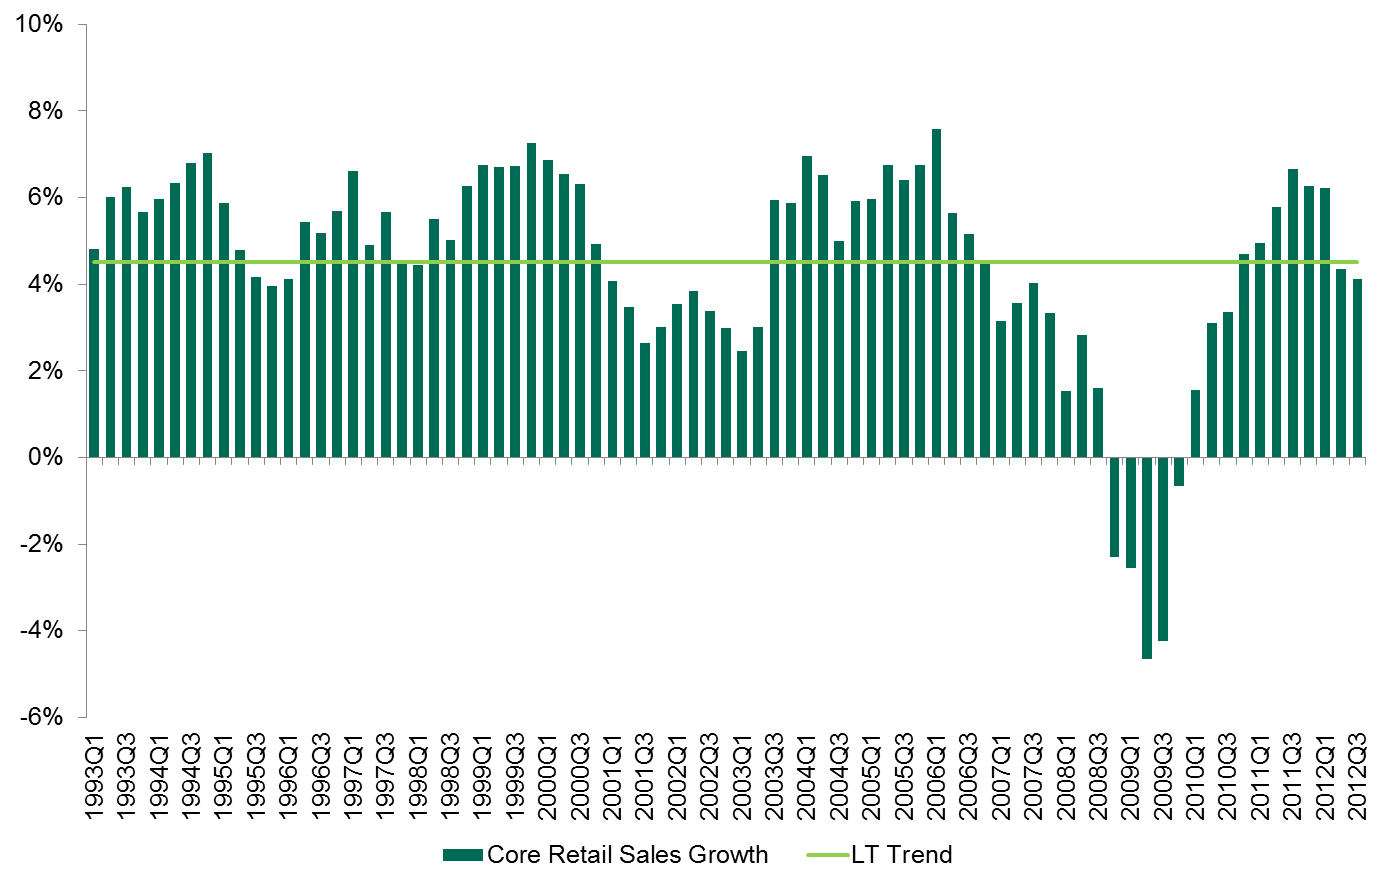 10%
8%
6%
4%
2%
0%
-2%
-4%
-6%
1993Q1
1993Q3
1994Q1
1994Q3
1995Q1
1995Q3
1996Q1
1996Q3
1997Q1
1997Q3
1998Q1
1998Q3
1999Q1
1999Q3
2000Q1
2000Q3
2001Q1
2001Q3
2002Q1
2002Q3
2003Q1
2003Q3
2004Q1
2004Q3
2005Q1
2005Q3
2006Q1
2006Q3
2007Q1
2007Q3
2008Q1
2008Q3
2009Q1
2009Q3
2010Q1
2010Q3
2011Q1
2011Q3
2012Q1
2012Q3
Core Retail Sales Growth LT Trend